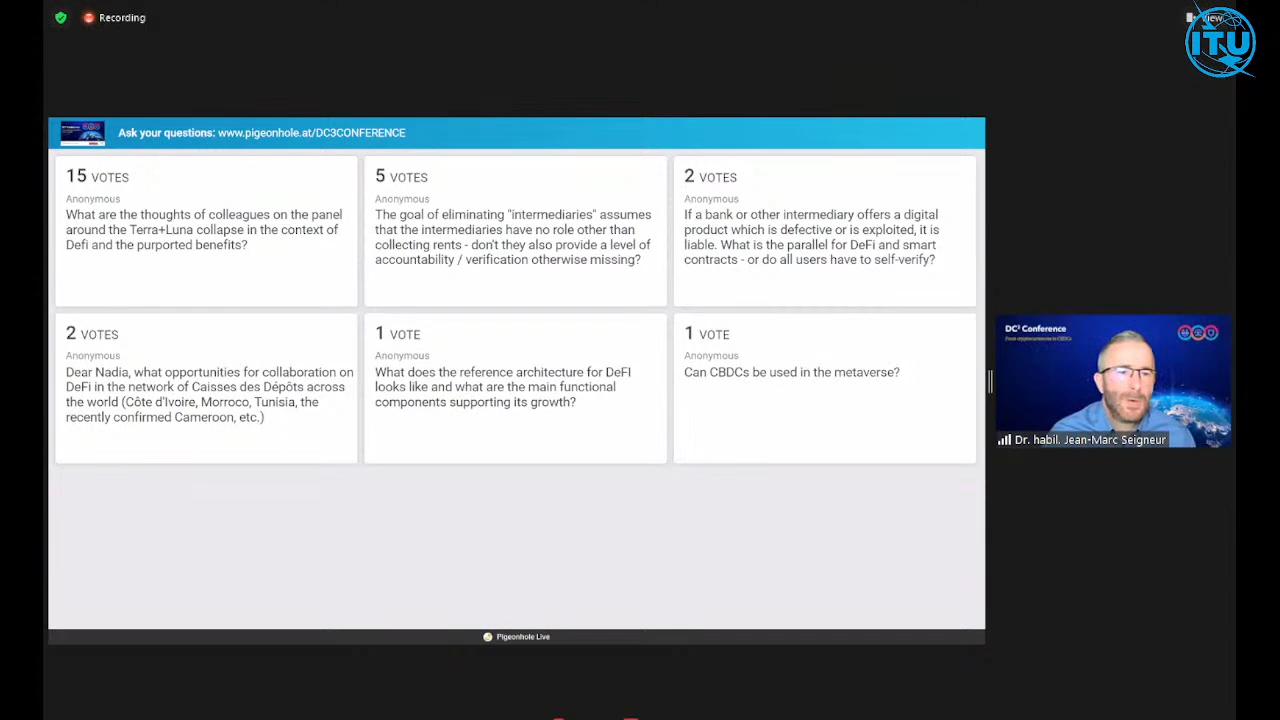 Recording
View
ITU
Ask your questions: www.pigeonhole.at/DC3CONFERENCE
15 VOTES
Anonymous
What are the thoughts of colleagues on the panel
around the Terra+Luna collapse in the context of
Defi and the purported benefits?
5 VOTES
Anonymous
The goal of eliminating "intermediaries" assumes
that the intermediaries have no role other than
collecting rents - don't they also provide a level of
accountability / verification otherwise missing?
2 VOTES
Anonymous
If a bank or other intermediary offers a digital
product which is defective or is exploited, it is
liable. What is the parallel for DeFi and smart
contracts - or do all users have to self-verify?
2 VOTES
Anonymous
Dear Nadia, what opportunities for collaboration on
DeFi in the network of Caisses des Dépôts across
the world (Côte d'Ivoire, Morroco, Tunisia, the
recently confirmed Cameroon, etc.)
1 VOTE
Anonymous
What does the reference architecture for DeFI
looks like and what are the main functional
components supporting its growth?
1 VOTE
Anonymous
Can CBDCs be used in the metaverse?
DC³ Conference
From cryptocurrencies to CBDCs
Dr. habil. Jean-Marc Seigneur
Pigeonhole Live